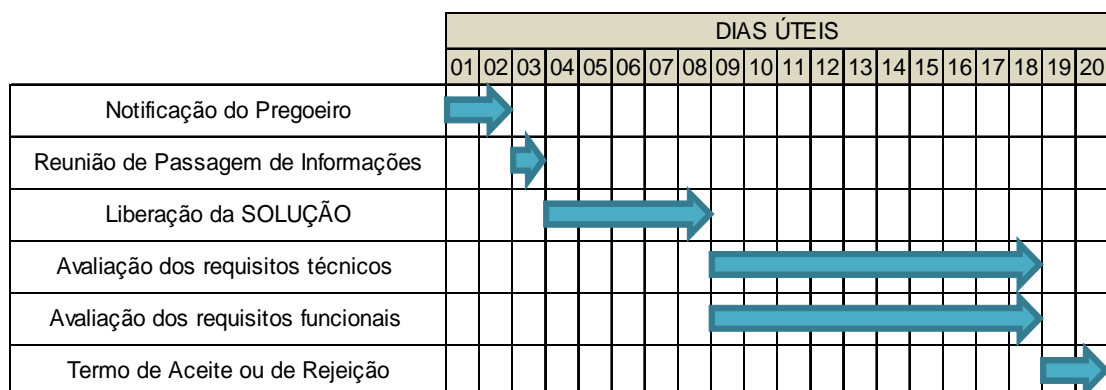 DIAS ÚTEIS
01 02 03 04 05 06 07 08 09 10 11 12 13 14 15 16 17 18 19 20
Notificação do Pregoeiro
Reunião de Passagem de Informações
Liberação da SOLUÇÃO
Avaliação dos requisitos técnicos
Avaliação dos requisitos funcionais
Termo de Aceite ou de Rejeição